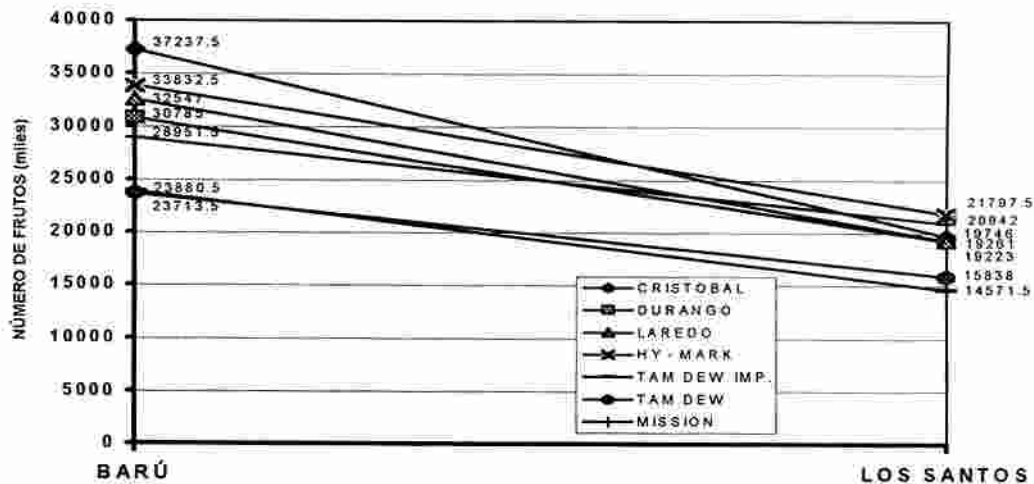 NÚMERO DE FRUTOS (miles)
40000
35000
30000
25000
20000
15000
10000
5000
0
37237.5
33832.5
32547
30785
28951.5
23880.5
23713.5
21797.5
20942
19746
19261
19223
15838
14571.5
CRISTOBAL
DURANGO
LAREDO
HY-MARK
TAM DEW IMP.
TAM DEW
MISSION
BARÚ
LOS SANTOS